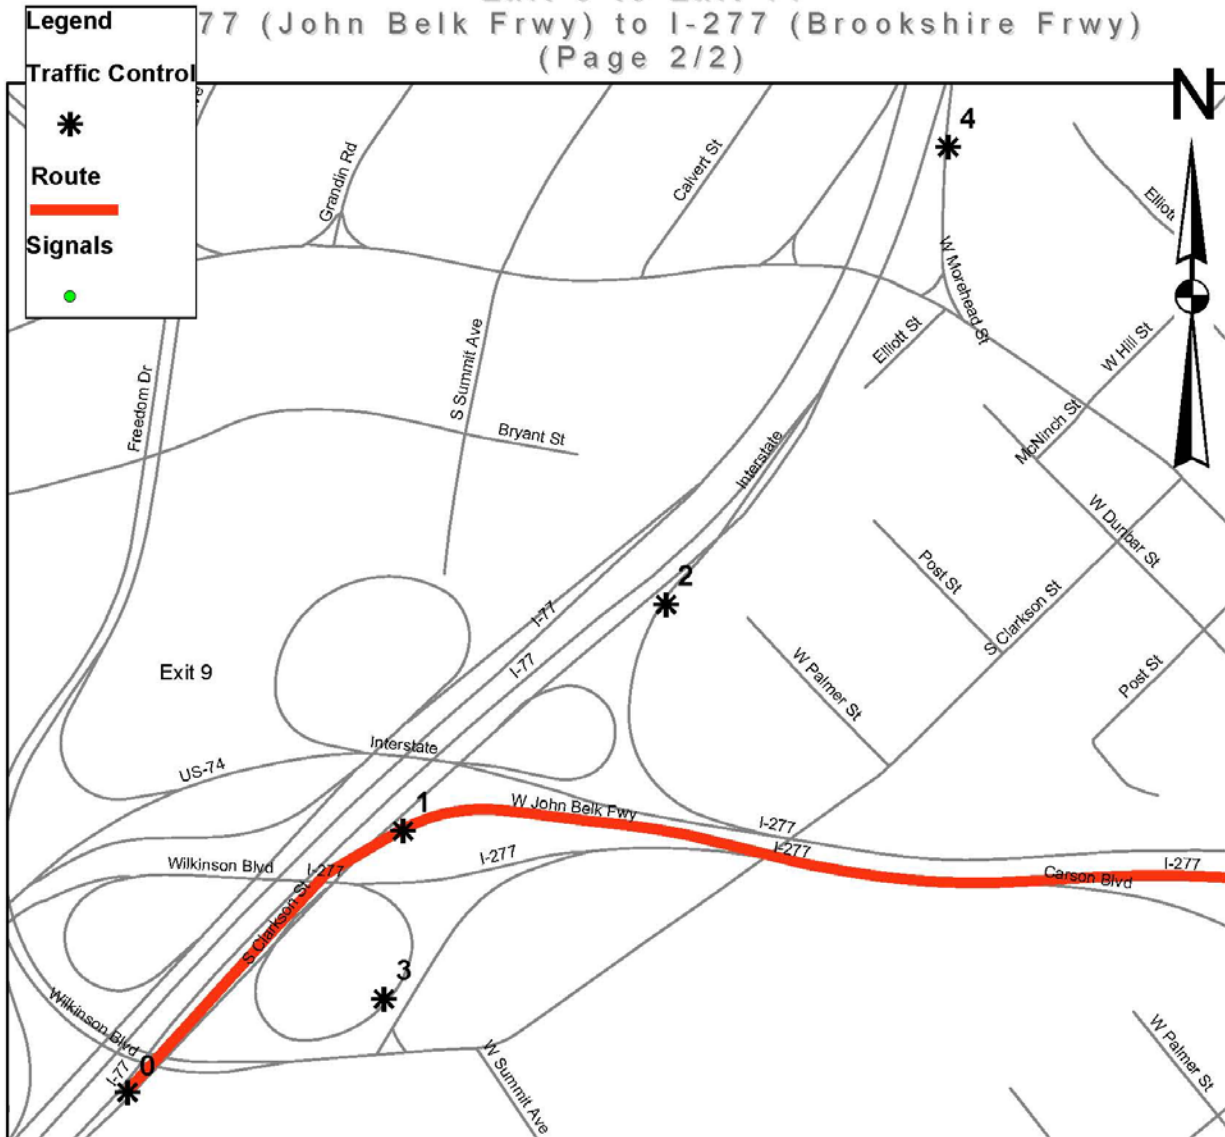 77 (John Belk Frwy) to I-277 (Brookshire Frwy)
(Page 2/2)
Legend
Traffic Control
Route
Signals
N
4
Grandin Rd
Calvert St
Elliott
W Morehead St
Elliott St
W Hill St
S Summit Ave
Freedom Dr
Bryant St
McNinch St
Interstate
W Dunbar St
Post St
2
I-77
S Clarkson St
I-77
Exit 9
W Palmer St
Post St
Interstate
US-74
1
W John Belk Fwy
I-277
I-277
I-277
Wilkinson Blvd
I-277
I-277
Carson Blvd
S Clarkson St
3
Wilkinson Blvd
0
I-77
W Summit Ave
W Palmer St